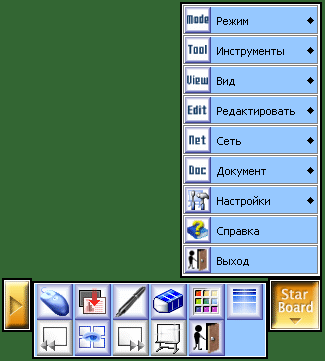 Mode Режим
Tool Инструменты
View Вид
Edit Редактировать
Net Сеть
Doc Документ
Настройки
Справка
Выход
Star
Board